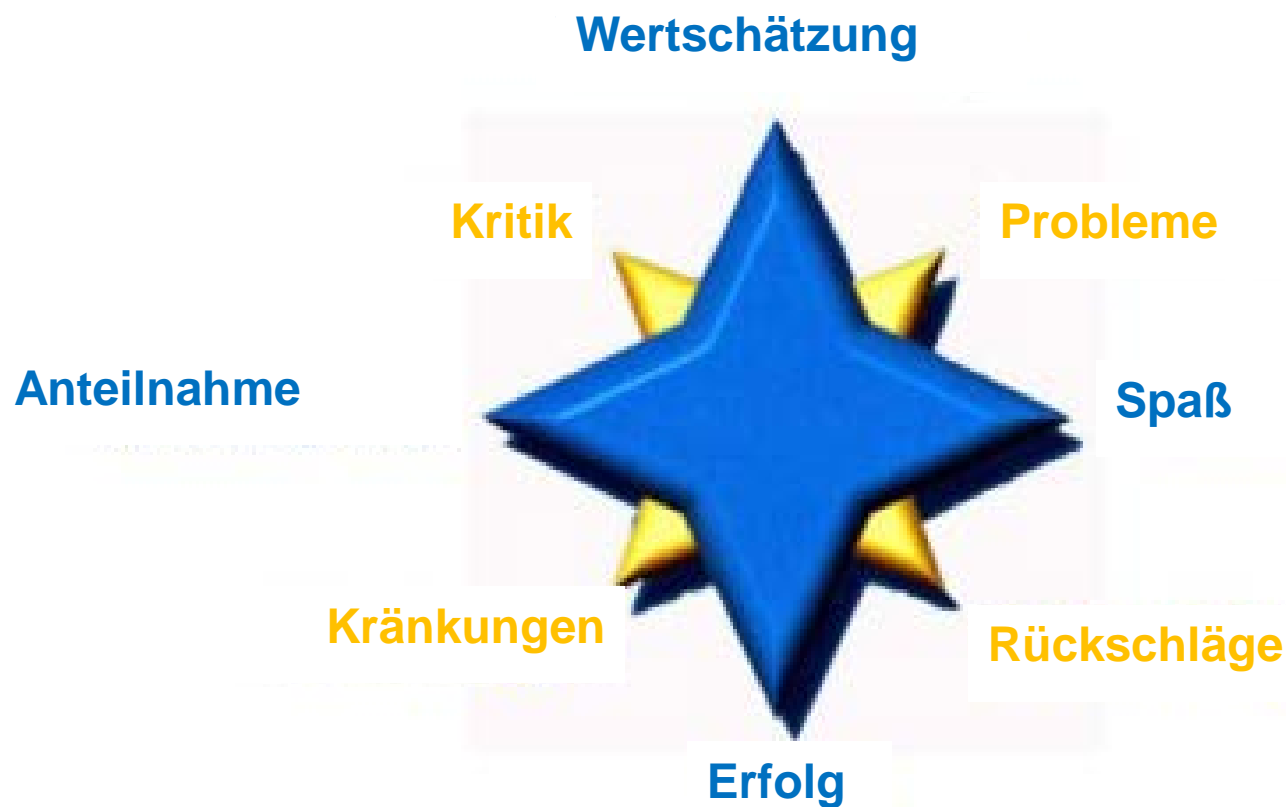 Wertschätzung
Kritik
Probleme
Anteilnahme
Spaß
Kränkungen
Rückschläge
Erfolg